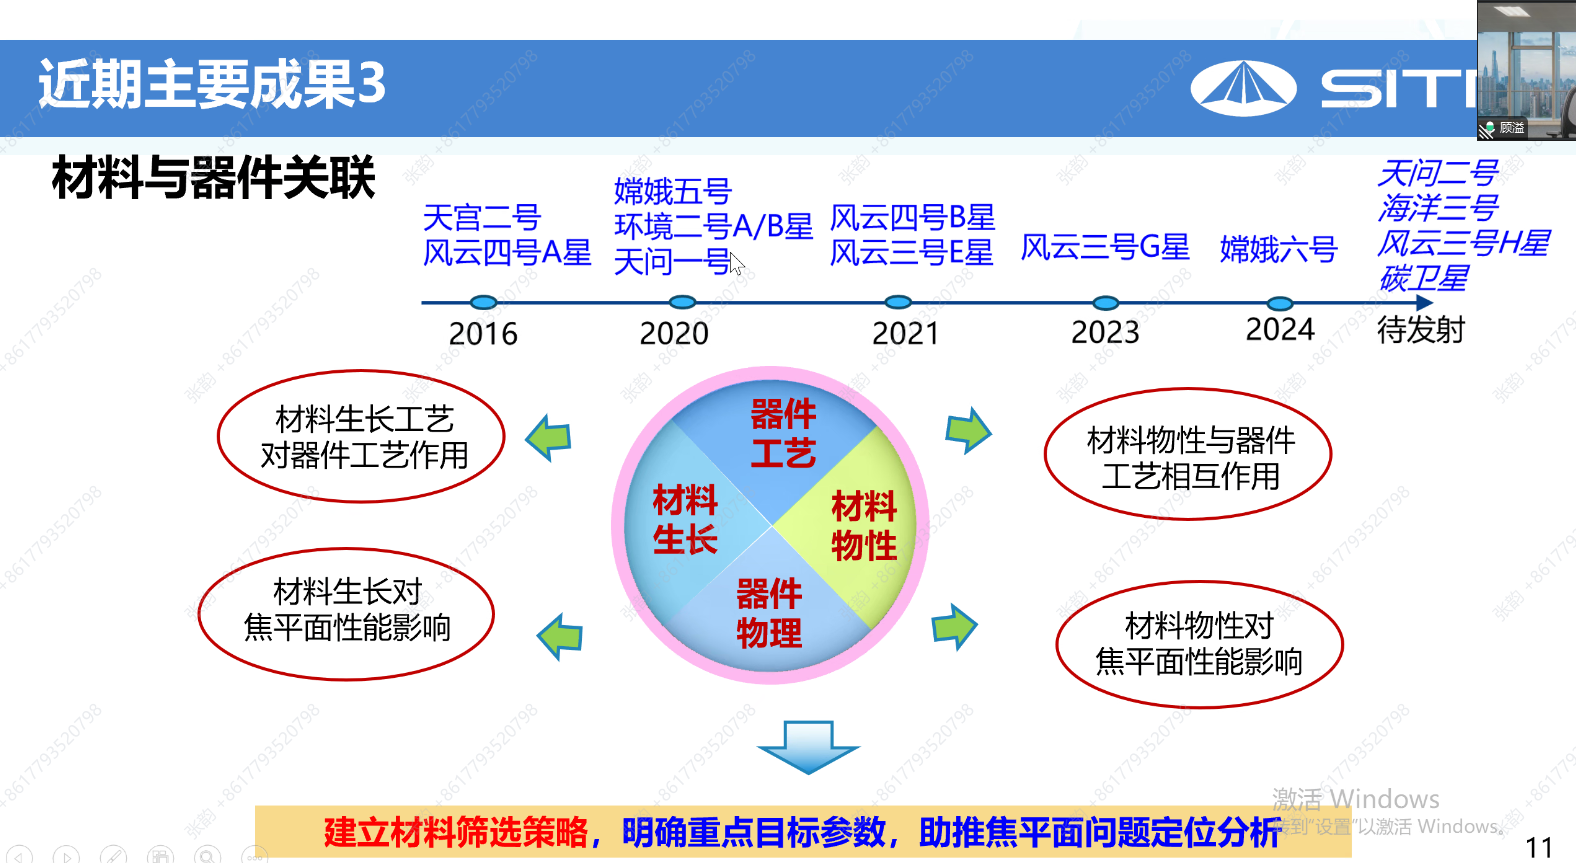 近期主要成果3
SIT
顾溢
材料与器件关联
天宫二号
风云四号A星
嫦娥五号
环境二号A/B星
天问一号
风云四号B星
风云三号E星
风云三号G星
嫦娥六号
天问二号
海洋三号
风云三号H星
碳卫星
2016
2020
2021
2023
2024
待发射
材料生长工艺
对器件工艺作用
材料生长对
焦平面性能影响
器件
工艺
材料
生长
材料
物性
器件
物理
材料物性与器件
工艺相互作用
材料物性对
焦平面性能影响
建立材料筛选策略，明确重点目标参数，助推焦平面问题定位分析
激活 Windows
转到"设置"以激活 Windows。
11
张韵 +8617793520798